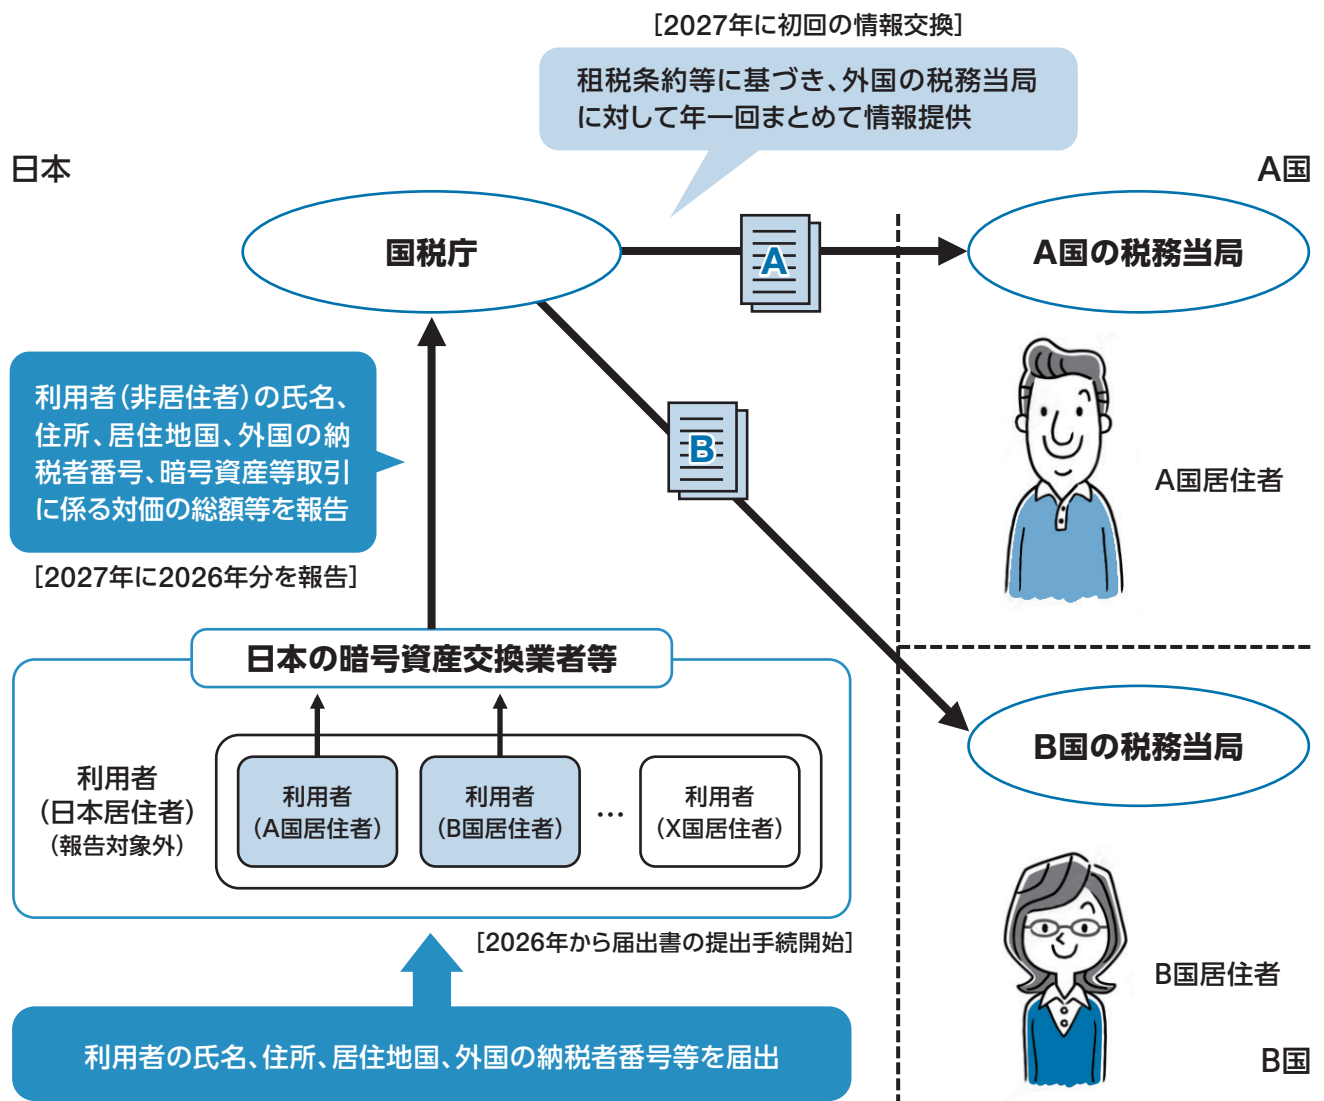 [2027年に初回の情報交換]
租税条約等に基づき、外国の税務当局
に対して年一回まとめて情報提供
日本
A国
国税庁
A
A国の税務当局
利用者(非居住者)の氏名、
住所、居住地国、外国の納
税者番号、暗号資産等取引
に係る対価の総額等を報告
[2027年に2026年分を報告]
B
A国居住者
日本の暗号資産交換業者等
利用者
(日本居住者)
(報告対象外)
利用者
(A国居住者)
利用者
(B国居住者)
…
利用者
(X国居住者)
B国の税務当局
[2026年から届出書の提出手続開始]
B国居住者
利用者の氏名、住所、居住地国、外国の納税者番号等を届出
B国